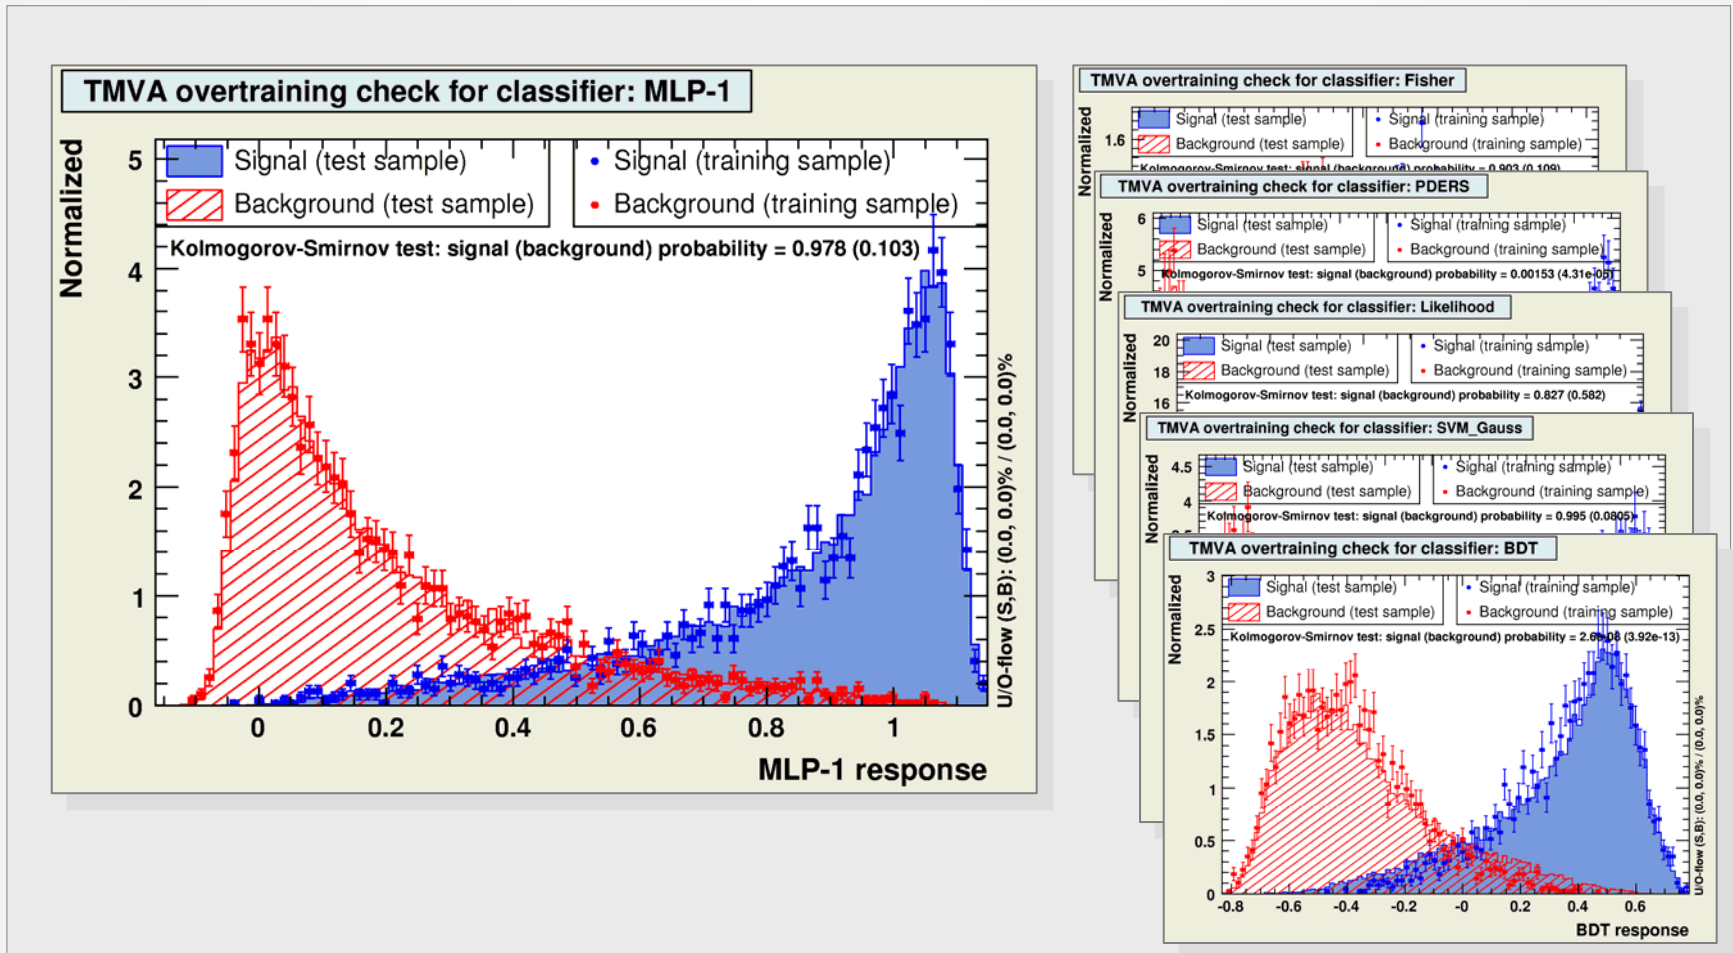 TMVA overtraining check for classifier: MLP-1
Signal (test sample)
Signal (training sample)
Background (test sample)
Background (training sample)
Kolmogorov-Smirnov test: signal (background) probability = 0.978 (0.103)
Normalized
5
4
3
2
1
0
0 0.2 0.4 0.6 0.8 1
MLP-1 response
U/O-flow (S,B): (0.0, 0.0)% / (0.0, 0.0)%
TMVA overtraining check for classifier: Fisher
Signal (test sample)
Signal (training sample)
Background (test sample)
Background (training sample)
Kolmogorov-Smirnov test: signal (background) probability = 0.903 (0.109)
Normalized
1.6
TMVA overtraining check for classifier: PDERS
Signal (test sample)
Signal (training sample)
Background (test sample)
Background (training sample)
Kolmogorov-Smirnov test: signal (background) probability = 0.00153
Normalized
6
5
TMVA overtraining check for classifier: Likelihood
Signal (test sample)
Signal (training sample)
Background (test sample)
Background (training sample)
Kolmogorov-Smirnov test: signal (background) probability = 0.827 (0.582)
Normalized
20
18
16
TMVA overtraining check for classifier: SVM_Gauss
Signal (test sample)
Signal (training sample)
Background (test sample)
Background (training sample)
Kolmogorov-Smirnov test: signal (background) probability = 0.995 (0.0805)
Normalized
4.5
4
TMVA overtraining check for classifier: BDT
Signal (test sample)
Signal (training sample)
Background (test sample)
Background (training sample)
Kolmogorov-Smirnov test: signal (background) probability = (3.92e-13)
Normalized
3
2.5
2
1.5
1
0.5
0
-0.8 -0.6 -0.4 -0.2 -0 0.2 0.4 0.6
BDT response
U/O-flow (S,B): (0.0, 0.0)% / (0.0, 0.0)%